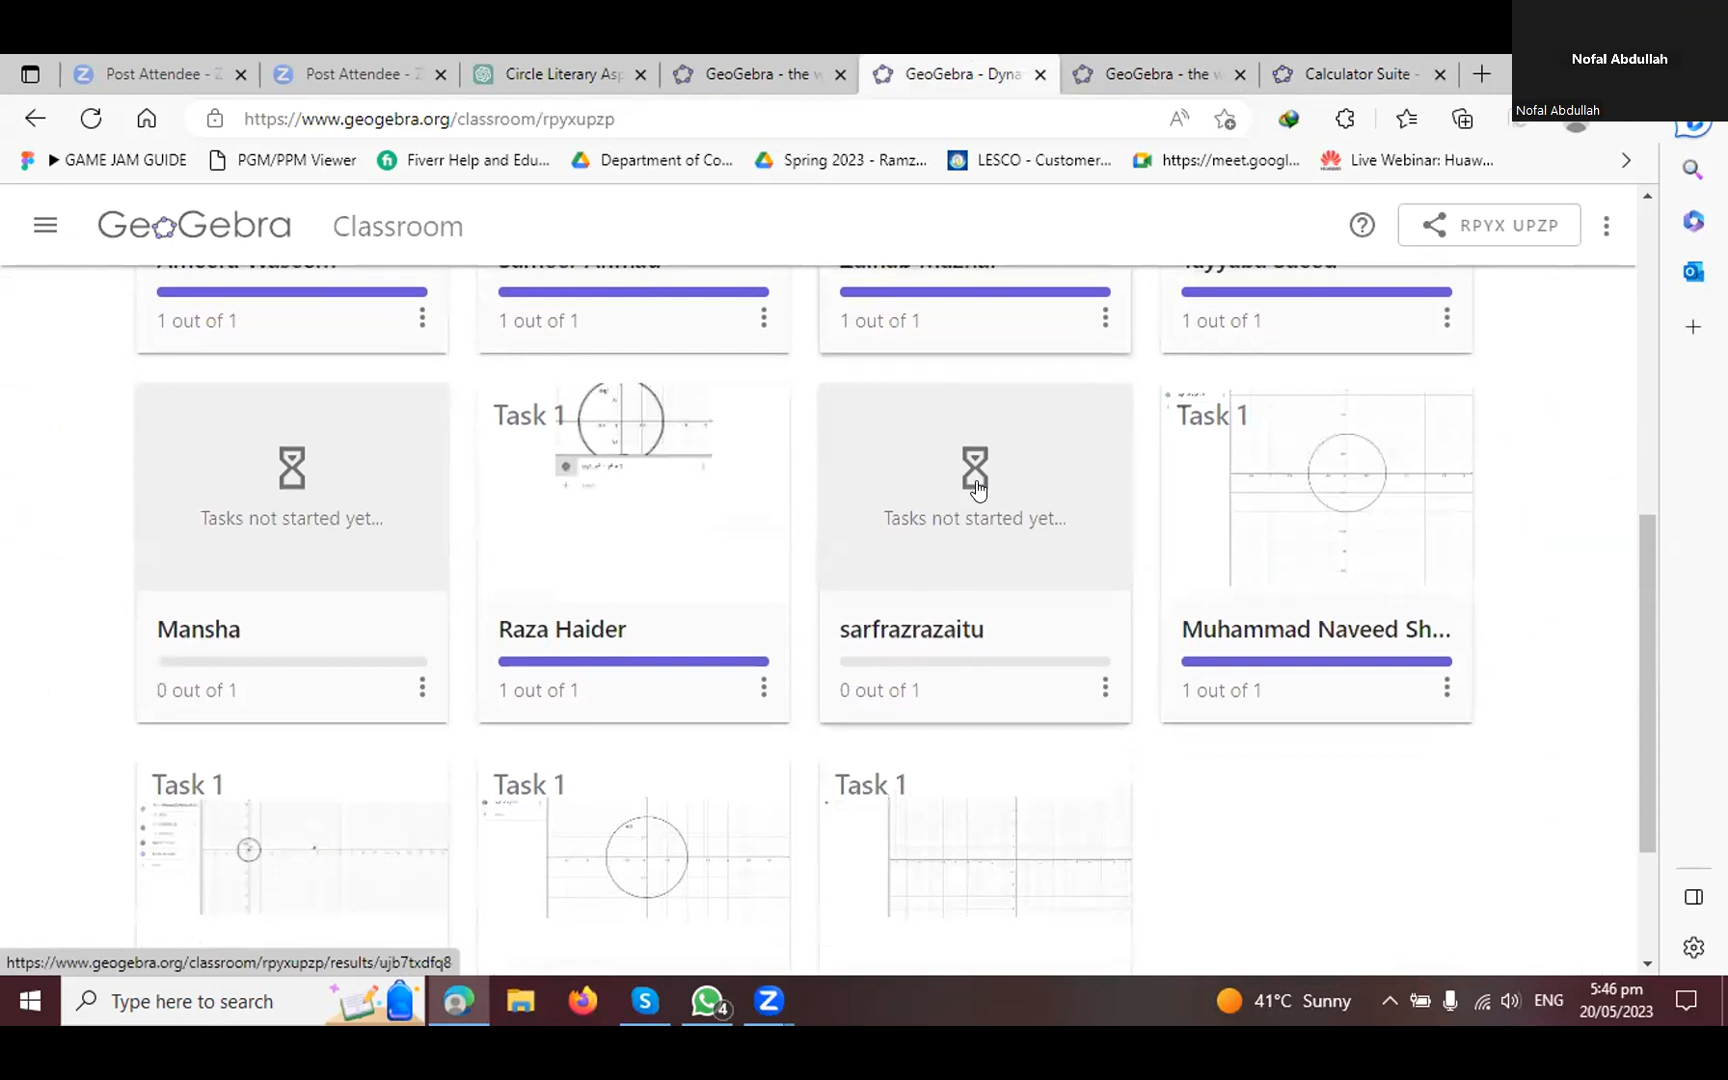 Nofal Abdullah
Nofal Abdullah
Post Attendee - Z
Post Attendee - Z
Circle Literary Asp
GeoGebra - the w
GeoGebra - Dyna
GeoGebra - the w
Calculator Suite -
https://www.geogebra.org/classroom/rpyxupzp
GAME JAM GUIDE
PGM/PPM Viewer
Fiverr Help and Edu...
Department of Co...
Spring 2023 - Ramz...
LESCO - Customer...
https://meet.googl...
Live Webinar: Huaw...
GeoGebra Classroom
RPYX UPZP
1 out of 1
1 out of 1
1 out of 1
1 out of 1
Tasks not started yet...
Mansha
0 out of 1
Task 1
Raza Haider
1 out of 1
Tasks not started yet...
sarfrazrazaitu
0 out of 1
Task 1
Muhammad Naveed Sh...
1 out of 1
Task 1
Task 1
Task 1
https://www.geogebra.org/classroom/rpyxupzp/results/ujb7txdfq8
Type here to search
4
41°C Sunny
ENG
5:46 pm
20/05/2023